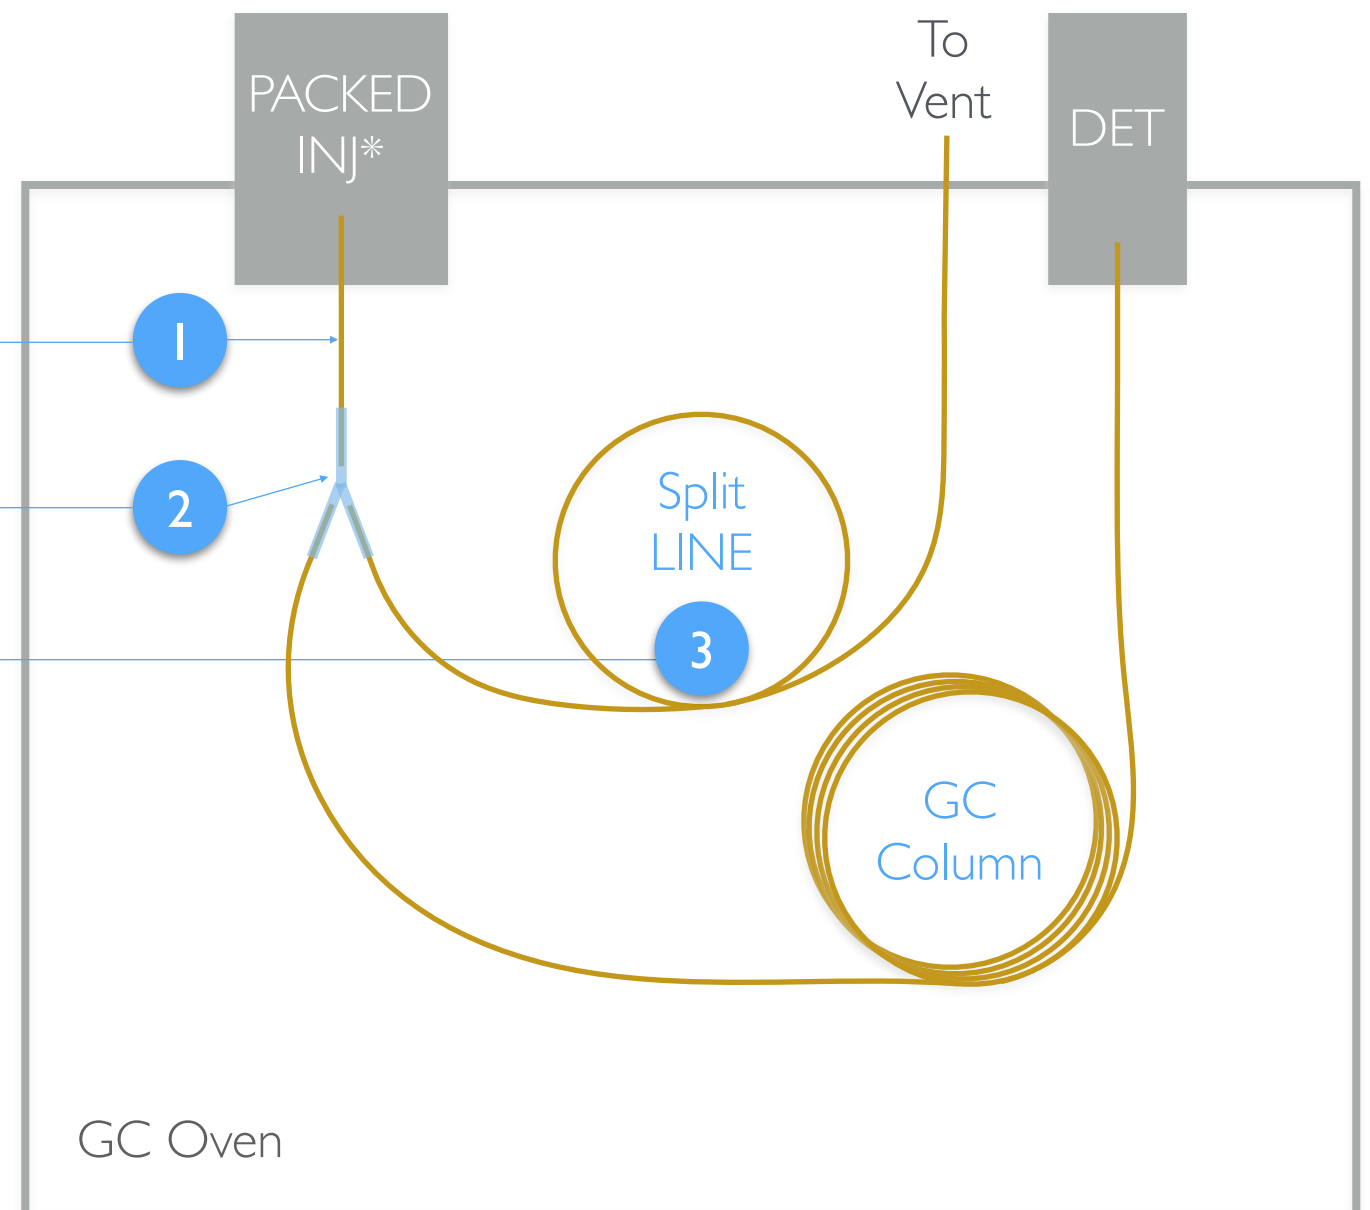 PACKED
INJ*
To
Vent
DET
1
2
Split
LINE
3
GC
Column
GC Oven